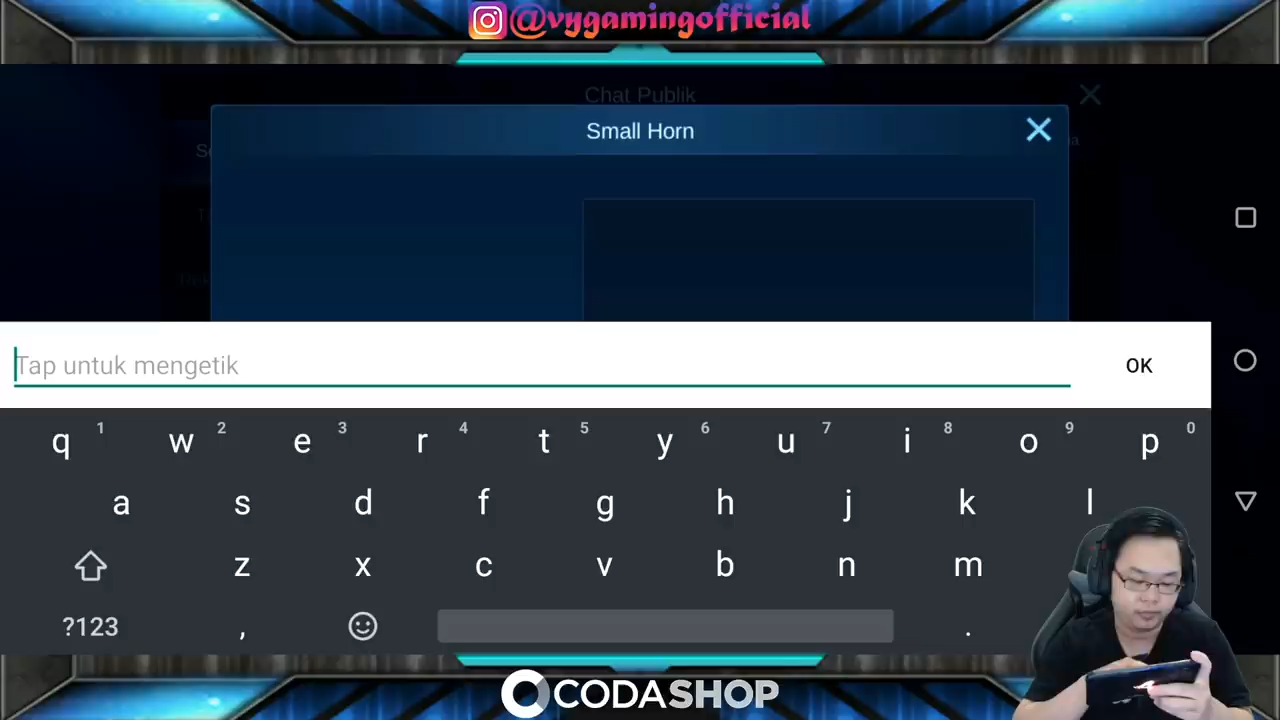 @vygamingofficial
Chat Publik
Small Horn
Tap untuk mengetik
OK
q 1 w 2 e 3 r 4 t 5 y 6 u 7 i 8 o 9 p 0
a s d f g h j k l
z x c v b n m
?123 , .
CODASHOP